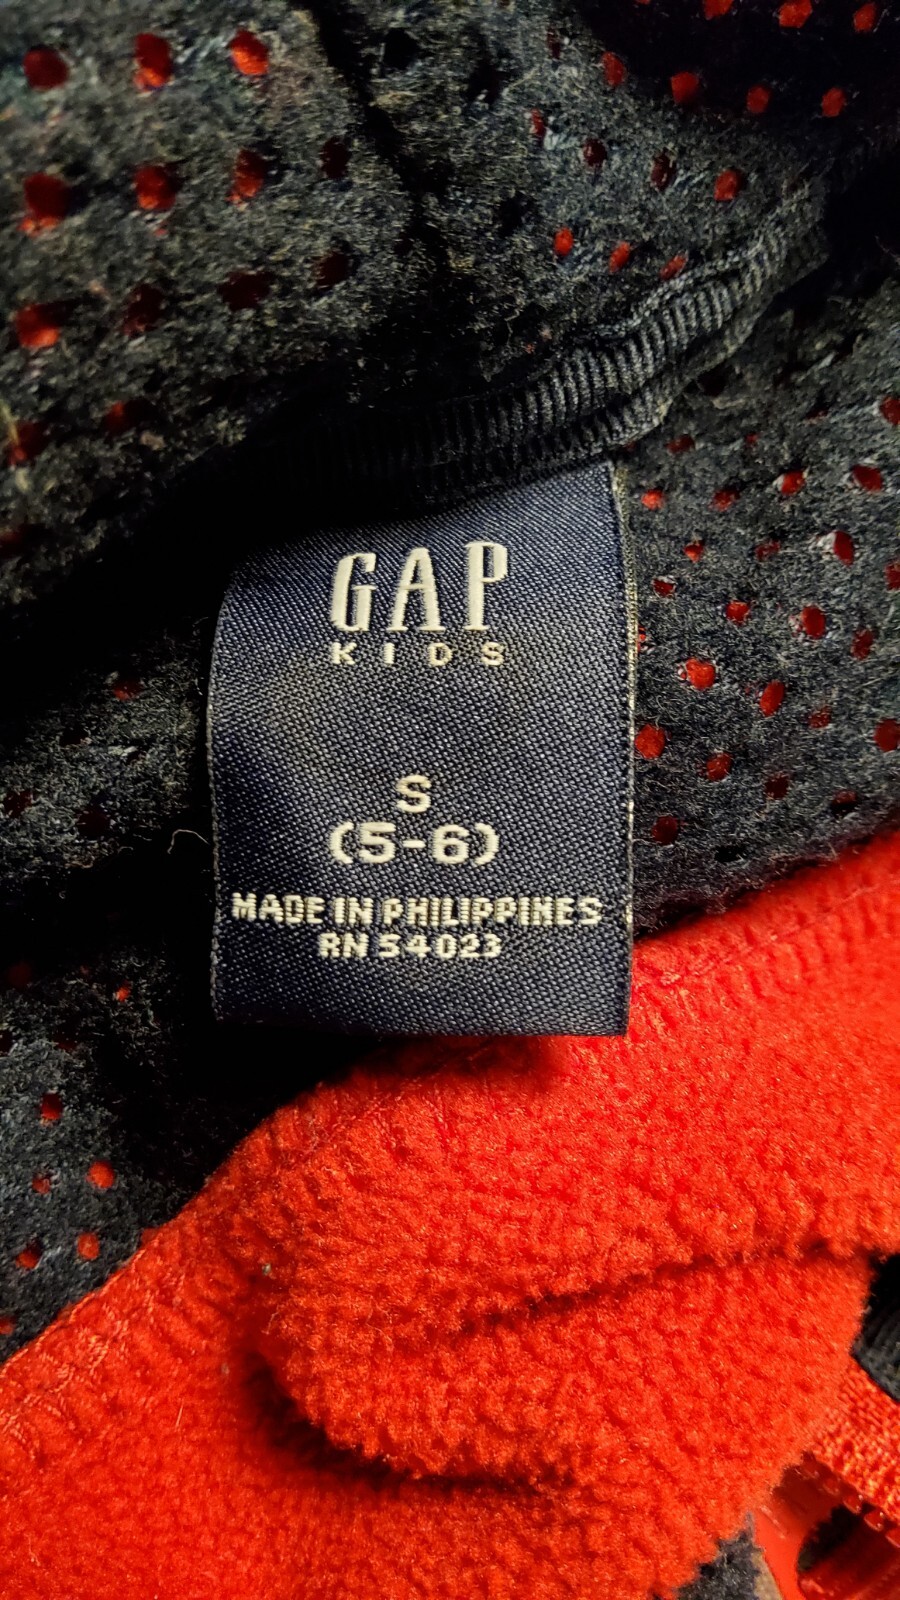 GAP
KIDS
S
(5-6)
MADE IN PHILIPPINES
RN 54023